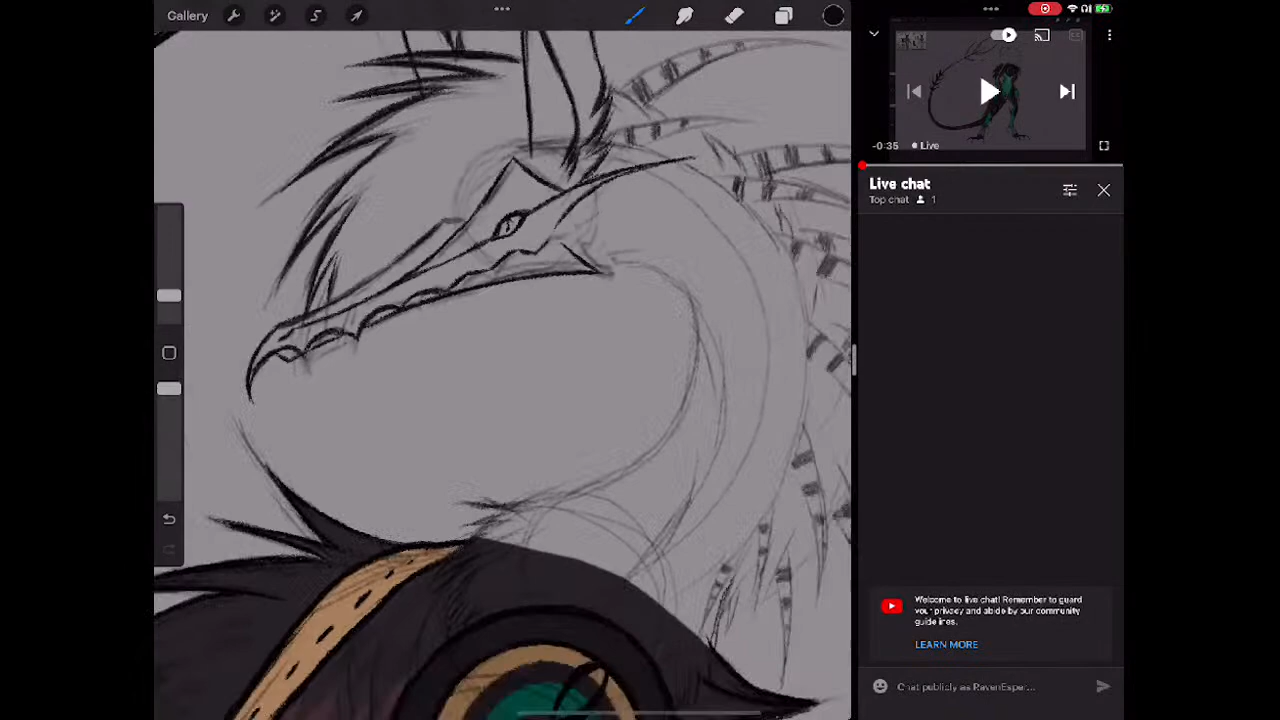 Gallery
-0:35 • Live
Live chat
Top chat 1
Welcome to live chat! Remember to guard
your privacy and abide by our community
guidelines.
LEARN MORE
Chat publicly as RavenEsper...